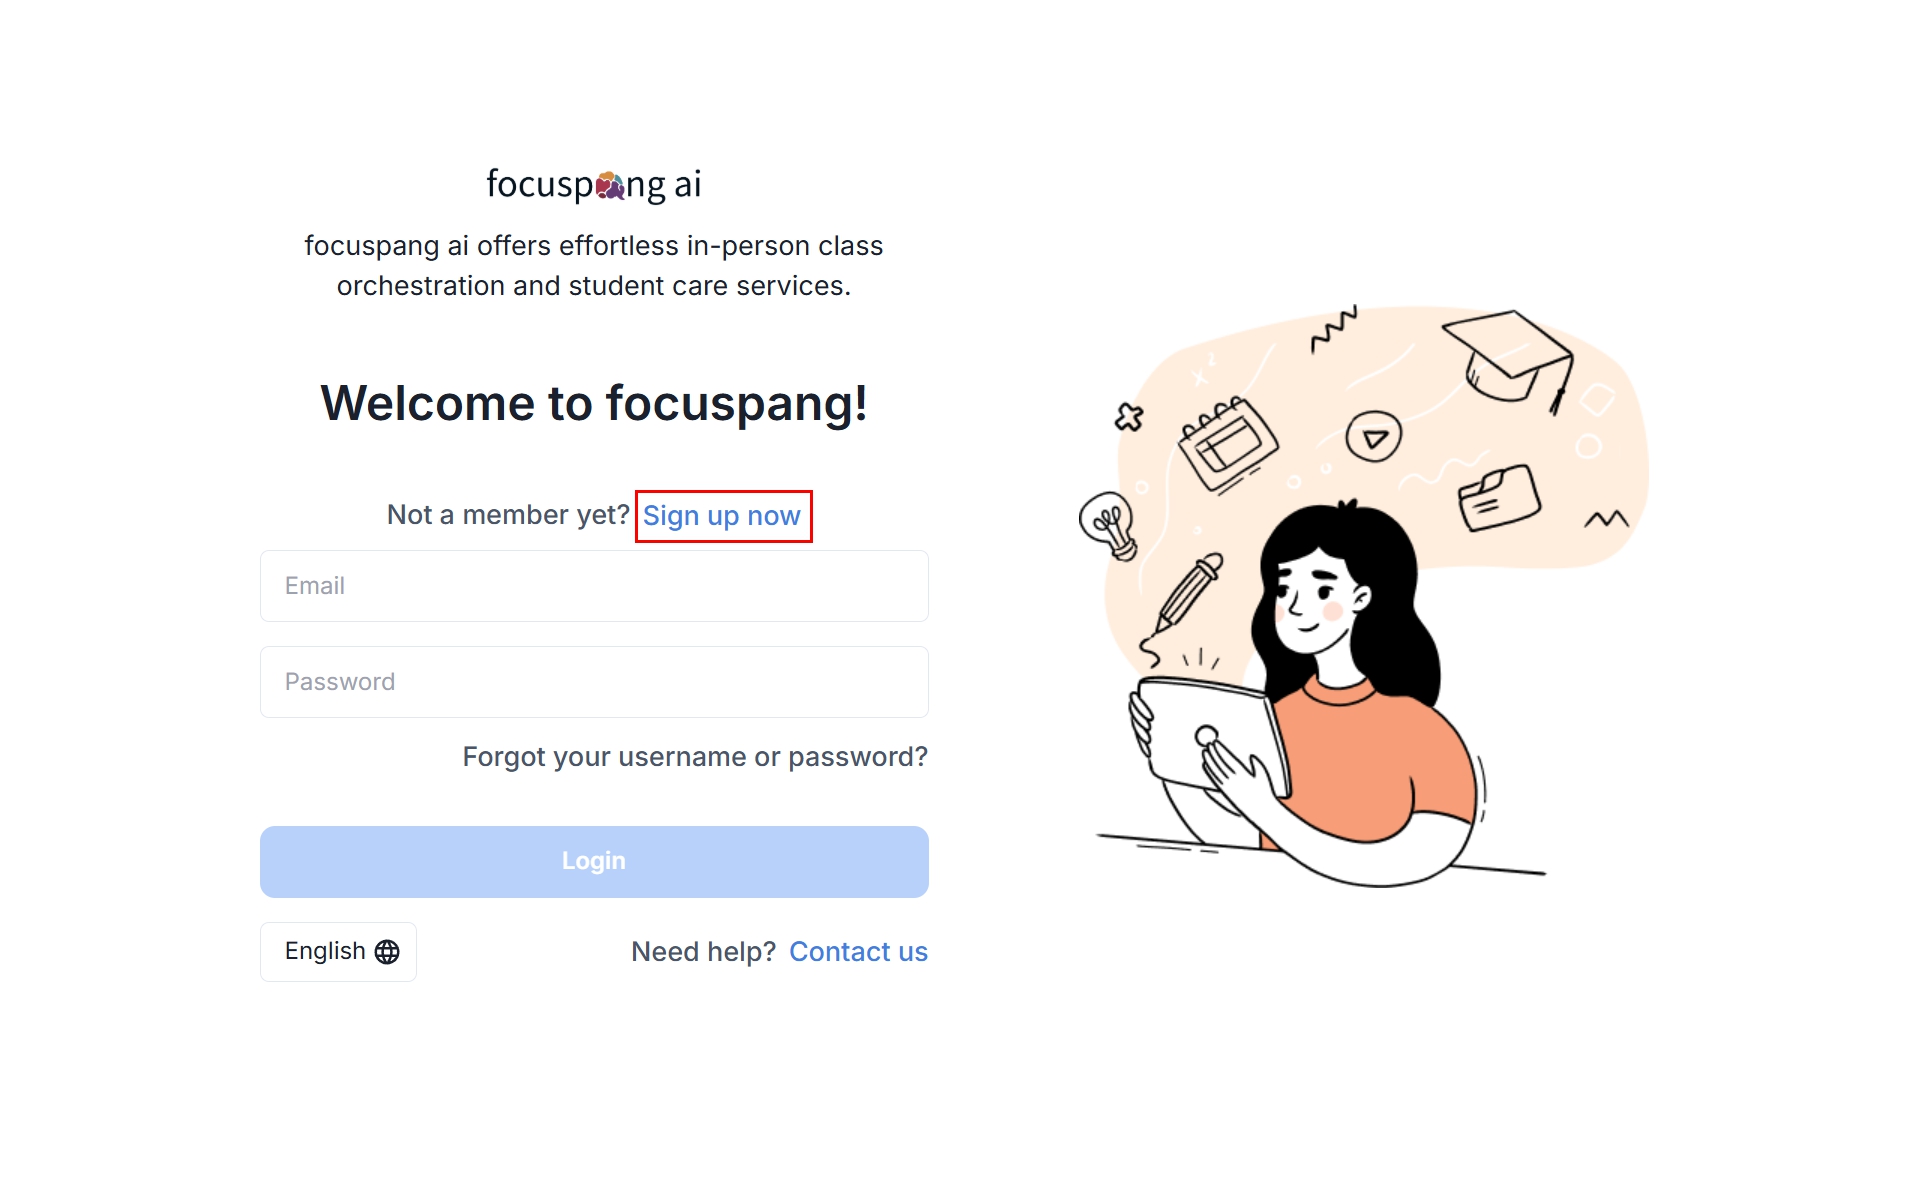 focuspang ai
focuspang ai offers effortless in-person class
orchestration and student care services.
Welcome to focuspang!
Not a member yet? Sign up now
Email
Password
Forgot your username or password?
Login
English
Need help? Contact us
x²